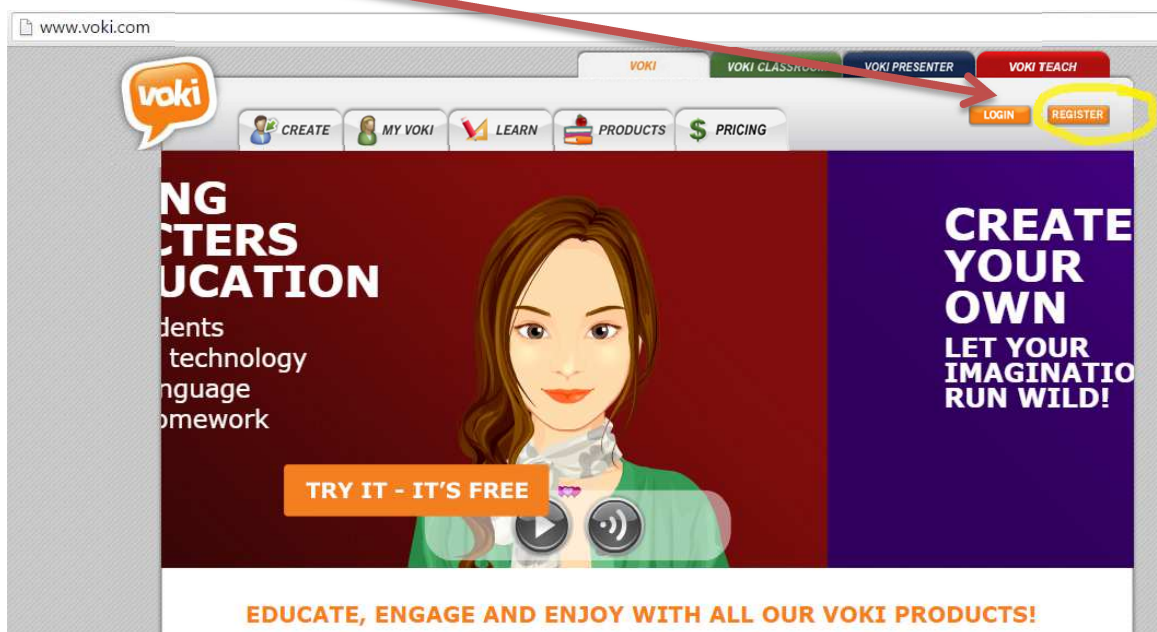 www.voki.com
voki
VOKI
VOKI CLASSROOM
VOKI PRESENTER
VOKI TEACH
LOGIN
REGISTER
CREATE
MY VOKI
LEARN
PRODUCTS
$ PRICING
NG
CTERS
UCATION
dents
technology
nguage
omework
TRY IT - IT'S FREE
CREATE
YOUR
OWN
LET YOUR
IMAGINATIO
RUN WILD!
EDUCATE, ENGAGE AND ENJOY WITH ALL OUR VOKI PRODUCTS!